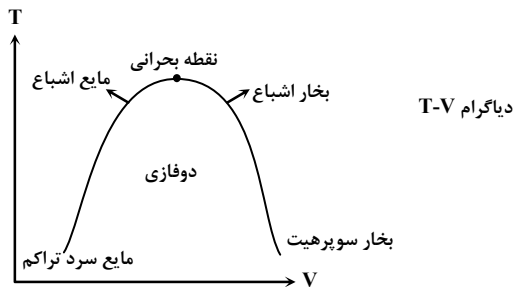 T
نقطه بحرانی
مایع اشباع
بخار اشباع
دیاگرام T-V
دوفازی
بخار سوپرهیت
مایع سرد تراکم
V